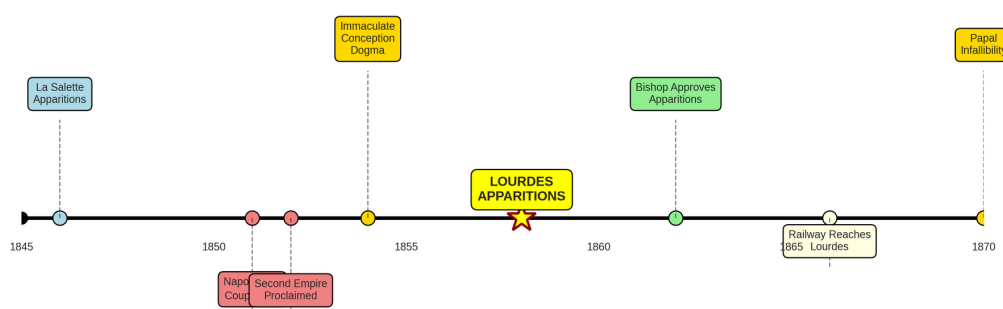 Immaculate
Conception
Dogma
Papal
Infallibility
La Salette
Apparitions
Bishop Approves
Apparitions
LOURDES
APPARITIONS
1845
1850
1855
1860
1865
1870
Railway Reaches
Lourdes
Second Empire
Proclaimed